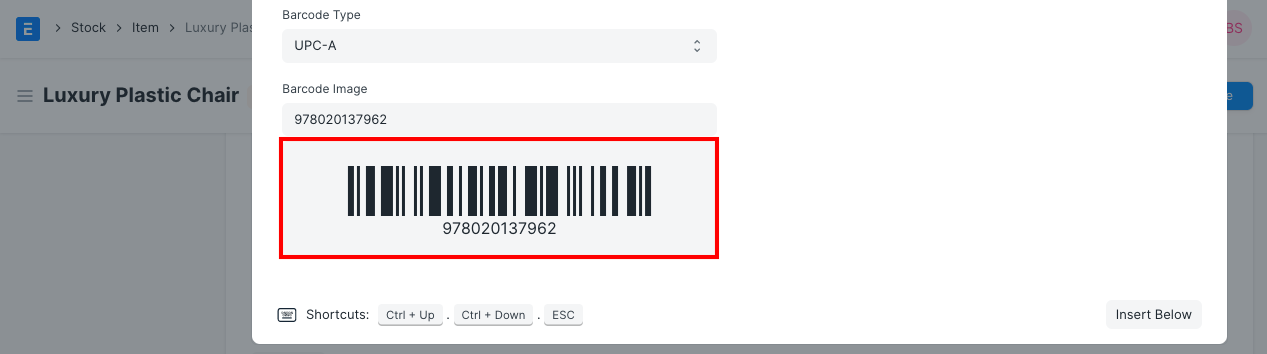 Barcode Type
E > Stock > Item > Luxury Plas
BS
UPC-A
Barcode Image
Luxury Plastic Chair
e
978020137962
978020137962
Shortcuts: Ctrl + Up . Ctrl + Down . ESC
Insert Below